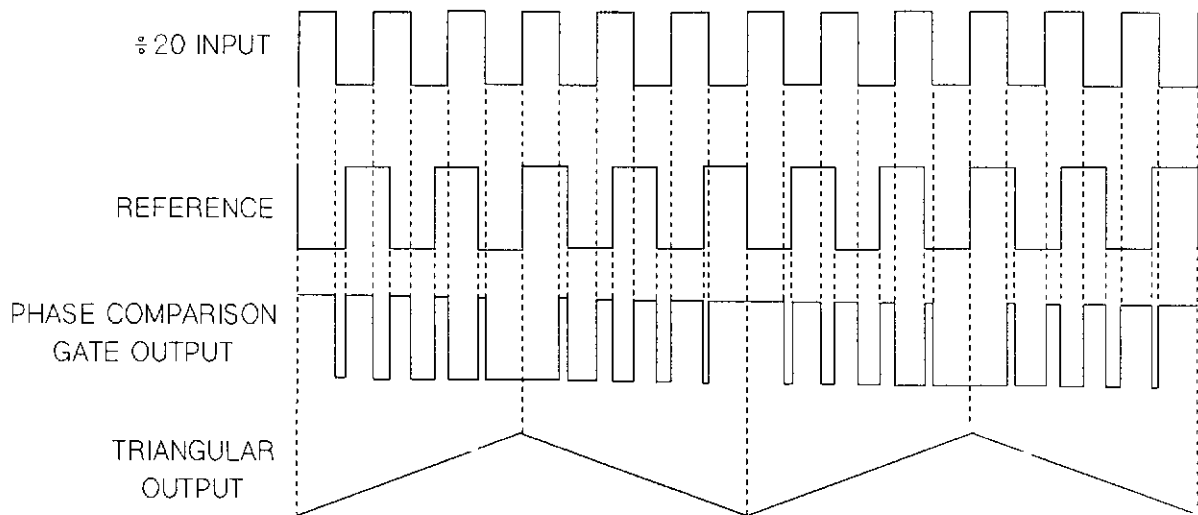 ÷20 INPUT
REFERENCE
PHASE COMPARISON
GATE OUTPUT
TRIANGULAR
OUTPUT